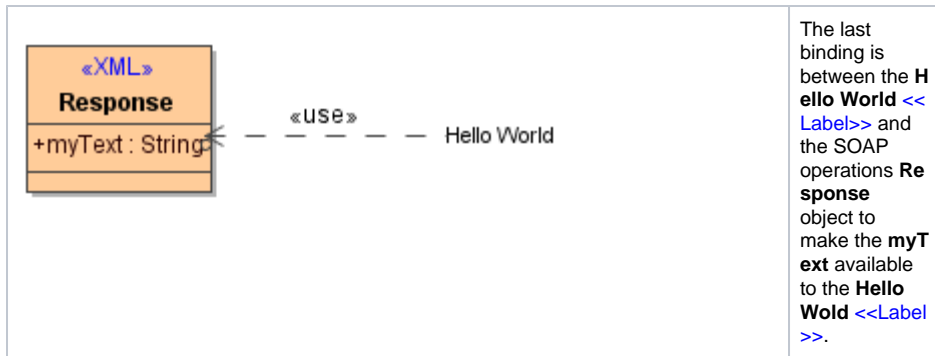 «XML»
Response
+myText : String
«use»
Hello World
The last
binding is
between the H
ello World <<
Label>> and
the SOAP
operations Re
sponse
object to
make the myT
ext available
to the Hello
Wold <<Label
>>.